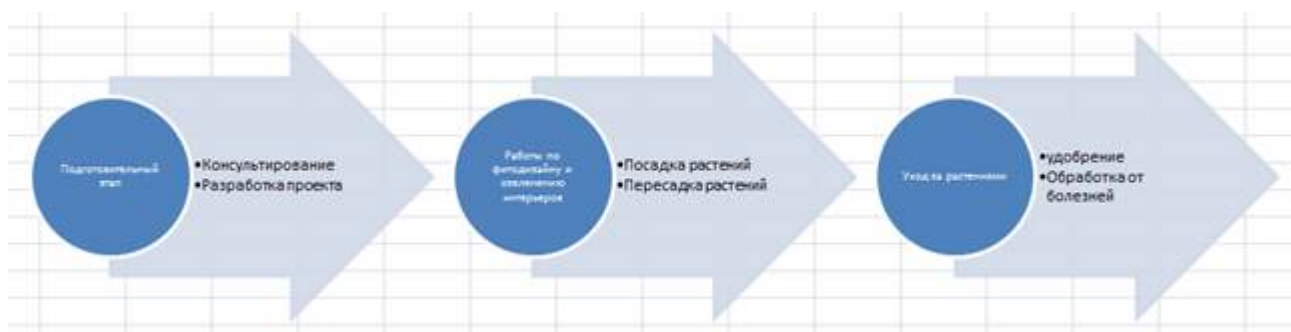 Подготовительный
этап
•Консультирование
•Разработка проекта
Работы по
фитодизайну и
озеленению
интерьеров
•Посадка растений
•Пересадка растений
Уход за растениями
•удобрение
•Обработка от
болезней